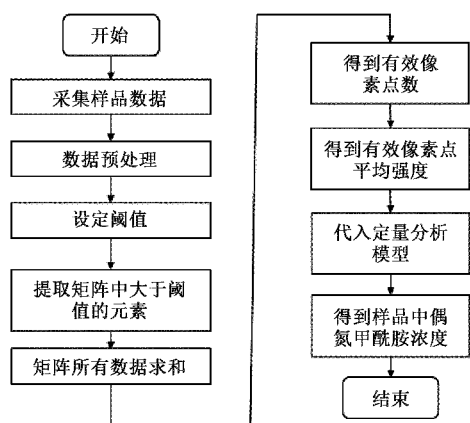 开始
采集样品数据
数据预处理
设定阈值
提取矩阵中大于阈
值的元素
矩阵所有数据求和
得到有效像
素点数
得到有效像素点
平均强度
代入定量分析
模型
得到样品中偶
氮甲酰胺浓度
结束